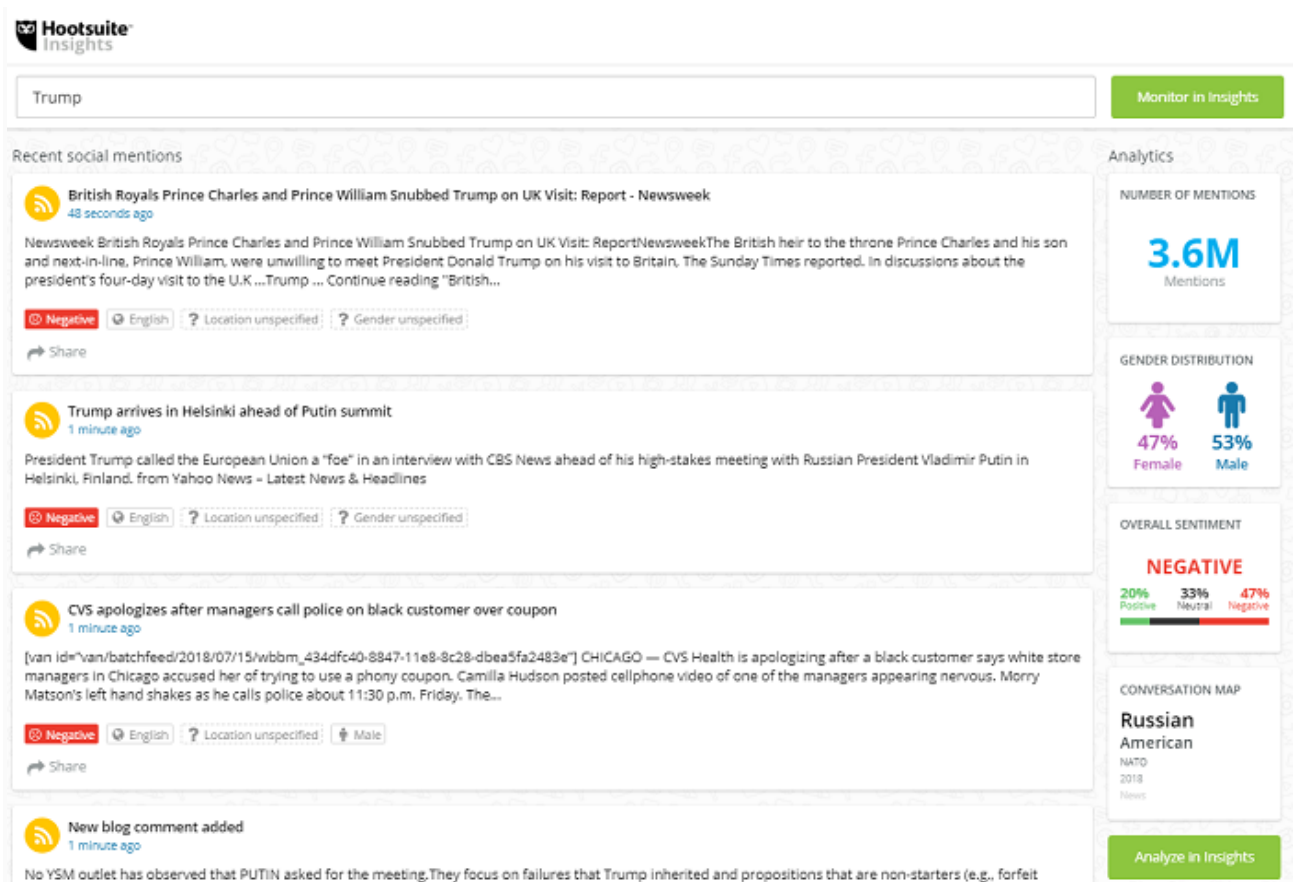 Hootsuite™
Insights
Trump
Monitor in Insights
Recent social mentions
British Royals Prince Charles and Prince William Snubbed Trump on UK Visit: Report - Newsweek
48 seconds ago
Newsweek British Royals Prince Charles and Prince William Snubbed Trump on UK Visit: ReportNewsweekThe British heir to the throne Prince Charles and his son
and next-in-line, Prince William, were unwilling to meet President Donald Trump on his visit to Britain, The Sunday Times reported. In discussions about the
president's four-day visit to the U.K ...Trump ... Continue reading "British...
Negative English ? Location unspecified ? Gender unspecified
Share
Trump arrives in Helsinki ahead of Putin summit
1 minute ago
President Trump called the European Union a "foe" in an interview with CBS News ahead of his high-stakes meeting with Russian President Vladimir Putin in
Helsinki, Finland. from Yahoo News – Latest News & Headlines
Negative English ? Location unspecified ? Gender unspecified
Share
CVS apologizes after managers call police on black customer over coupon
1 minute ago
[van id="van/batchfeed/2018/07/15/wbbm_434dfc40-8847-11e8-8c28-dbea5fa2483e"] CHICAGO — CVS Health is apologizing after a black customer says white store
managers in Chicago accused her of trying to use a phony coupon. Camilla Hudson posted cellphone video of one of the managers appearing nervous. Morry
Matson's left hand shakes as he calls police about 11:30 p.m. Friday. The...
Negative English ? Location unspecified Male
Share
New blog comment added
1 minute ago
No YSM outlet has observed that PUTIN asked for the meeting.They focus on failures that Trump inherited and propositions that are non-starters (e.g., forfeit
Analytics
NUMBER OF MENTIONS
3.6M
Mentions
GENDER DISTRIBUTION
47% 53%
Female Male
OVERALL SENTIMENT
NEGATIVE
20% 33% 47%
Positive Neutral Negative
CONVERSATION MAP
Russian
American
NATO
2018
News
Analyze in Insights